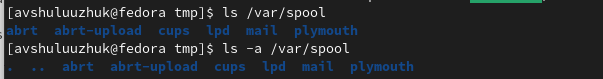 [avshuluuzhuk@fedora tmp]$ ls /var/spool
abrt abrt-upload cups lpd mail plymouth
[avshuluuzhuk@fedora tmp]$ ls -a /var/spool
. .. abrt abrt-upload cups lpd mail plymouth